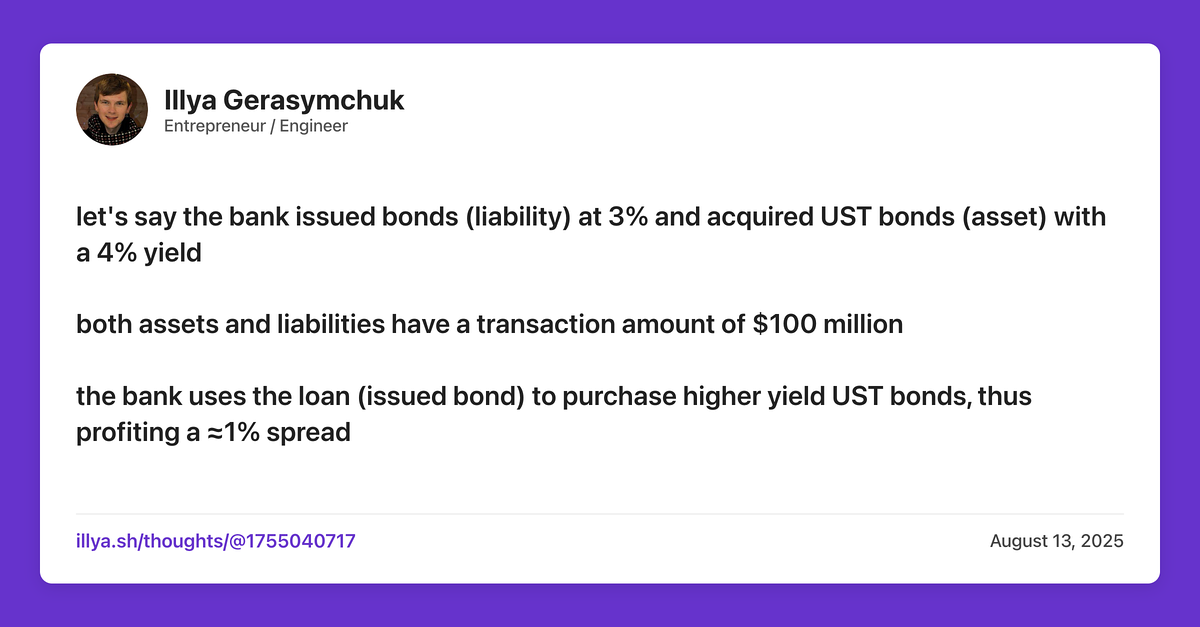 Illya Gerasymchuk
Entrepreneur / Engineer
let's say the bank issued bonds (liability) at 3% and acquired UST bonds (asset) with
a 4% yield
both assets and liabilities have a transaction amount of $100 million
the bank uses the loan (issued bond) to purchase higher yield UST bonds, thus
profiting a ≈1% spread
illya.sh/thoughts/@1755040717
August 13, 2025